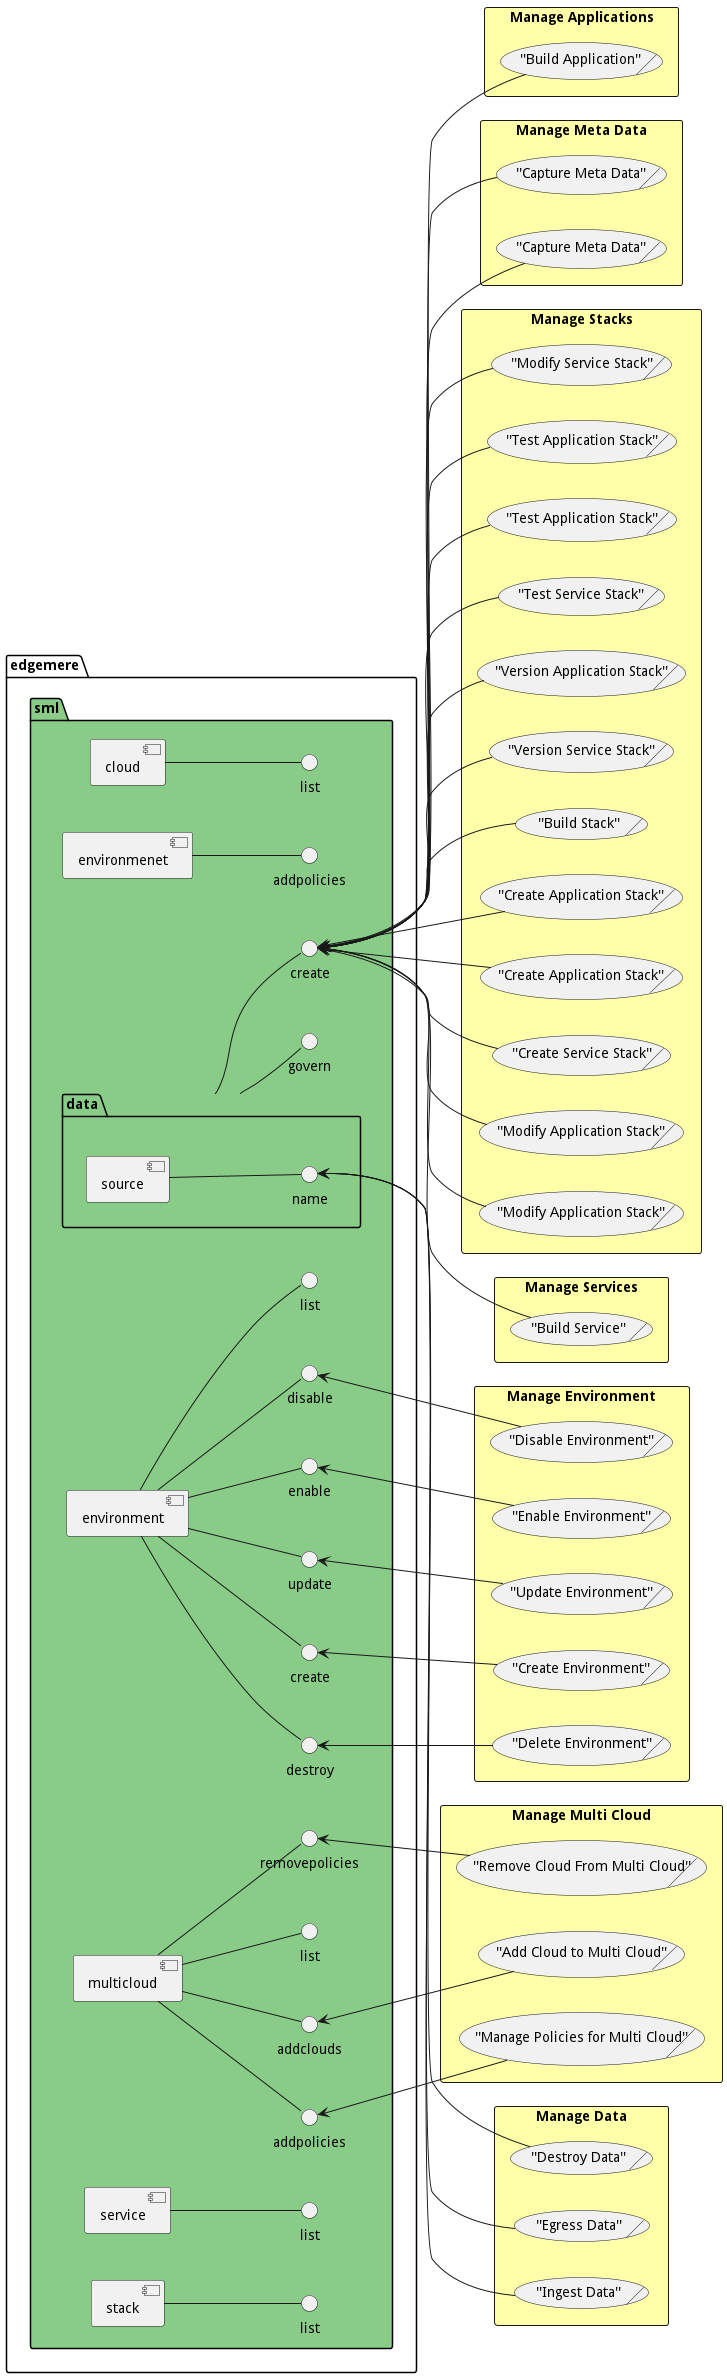 Manage Applications
"Build Application"
Manage Meta Data
"Capture Meta Data"
"Capture Meta Data"
Manage Stacks
"Modify Service Stack"
"Test Application Stack"
"Test Application Stack"
"Test Service Stack"
"Version Application Stack"
"Version Service Stack"
"Build Stack"
"Create Application Stack"
"Create Application Stack"
"Create Service Stack"
"Modify Application Stack"
"Modify Application Stack"
Manage Services
"Build Service"
Manage Environment
"Disable Environment"
"Enable Environment"
"Update Environment"
"Create Environment"
"Delete Environment"
Manage Multi Cloud
"Remove Cloud From Multi Cloud"
"Add Cloud to Multi Cloud"
"Manage Policies for Multi Cloud"
Manage Data
"Destroy Data"
"Egress Data"
"Ingest Data"
edgemere
sml
cloud
list
environmenet
addpolicies
create
govern
data
source
name
list
disable
enable
environment
update
create
destroy
removepolicies
list
multicloud
addclouds
addpolicies
service
list
stack
list